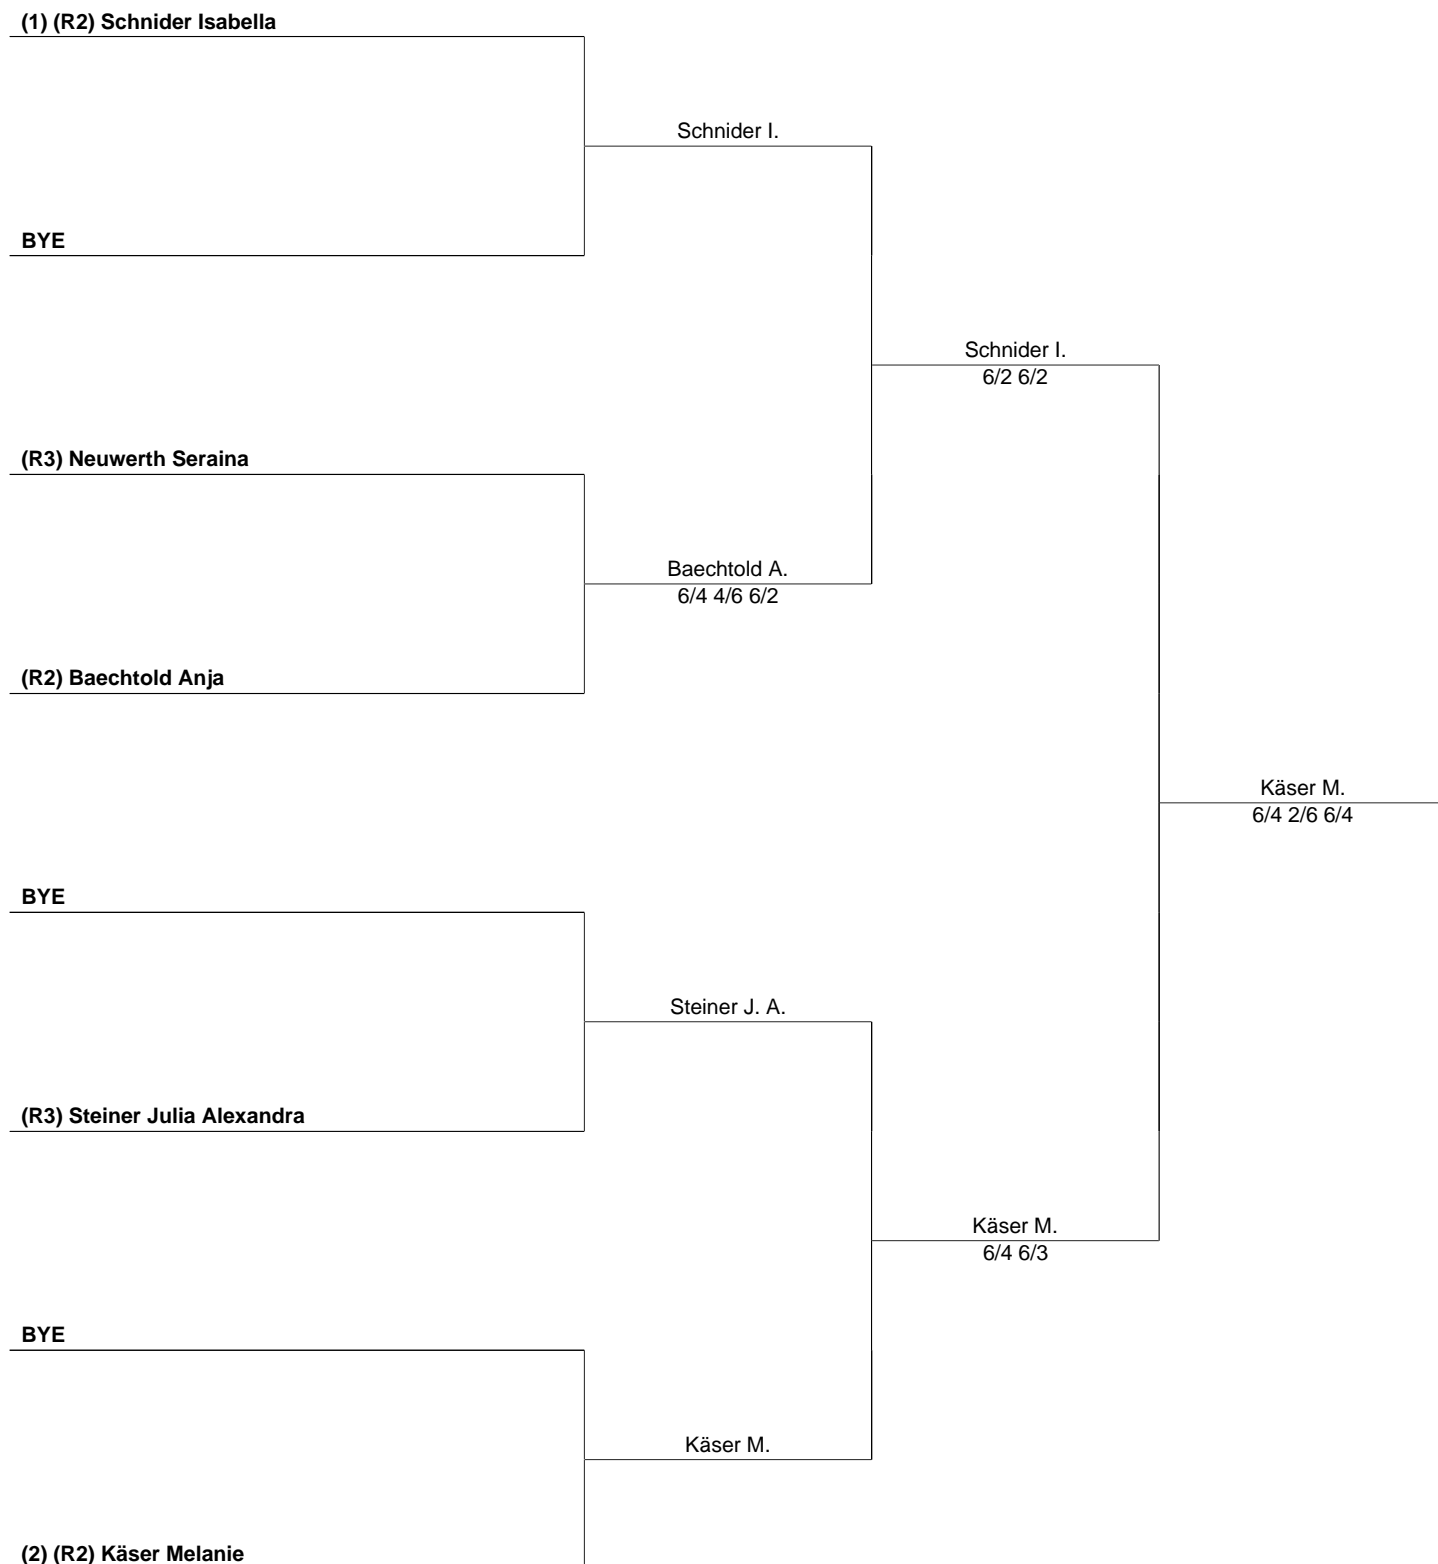 (1) (R2) Schnider Isabella
Schnider I.
BYE
Schnider I.
6/2 6/2
(R3) Neuwerth Seraina
Baechtold A.
6/4 4/6 6/2
(R2) Baechtold Anja
Käser M.
6/4 2/6 6/4
BYE
Steiner J. A.
(R3) Steiner Julia Alexandra
Käser M.
6/4 6/3
BYE
Käser M.
(2) (R2) Käser Melanie